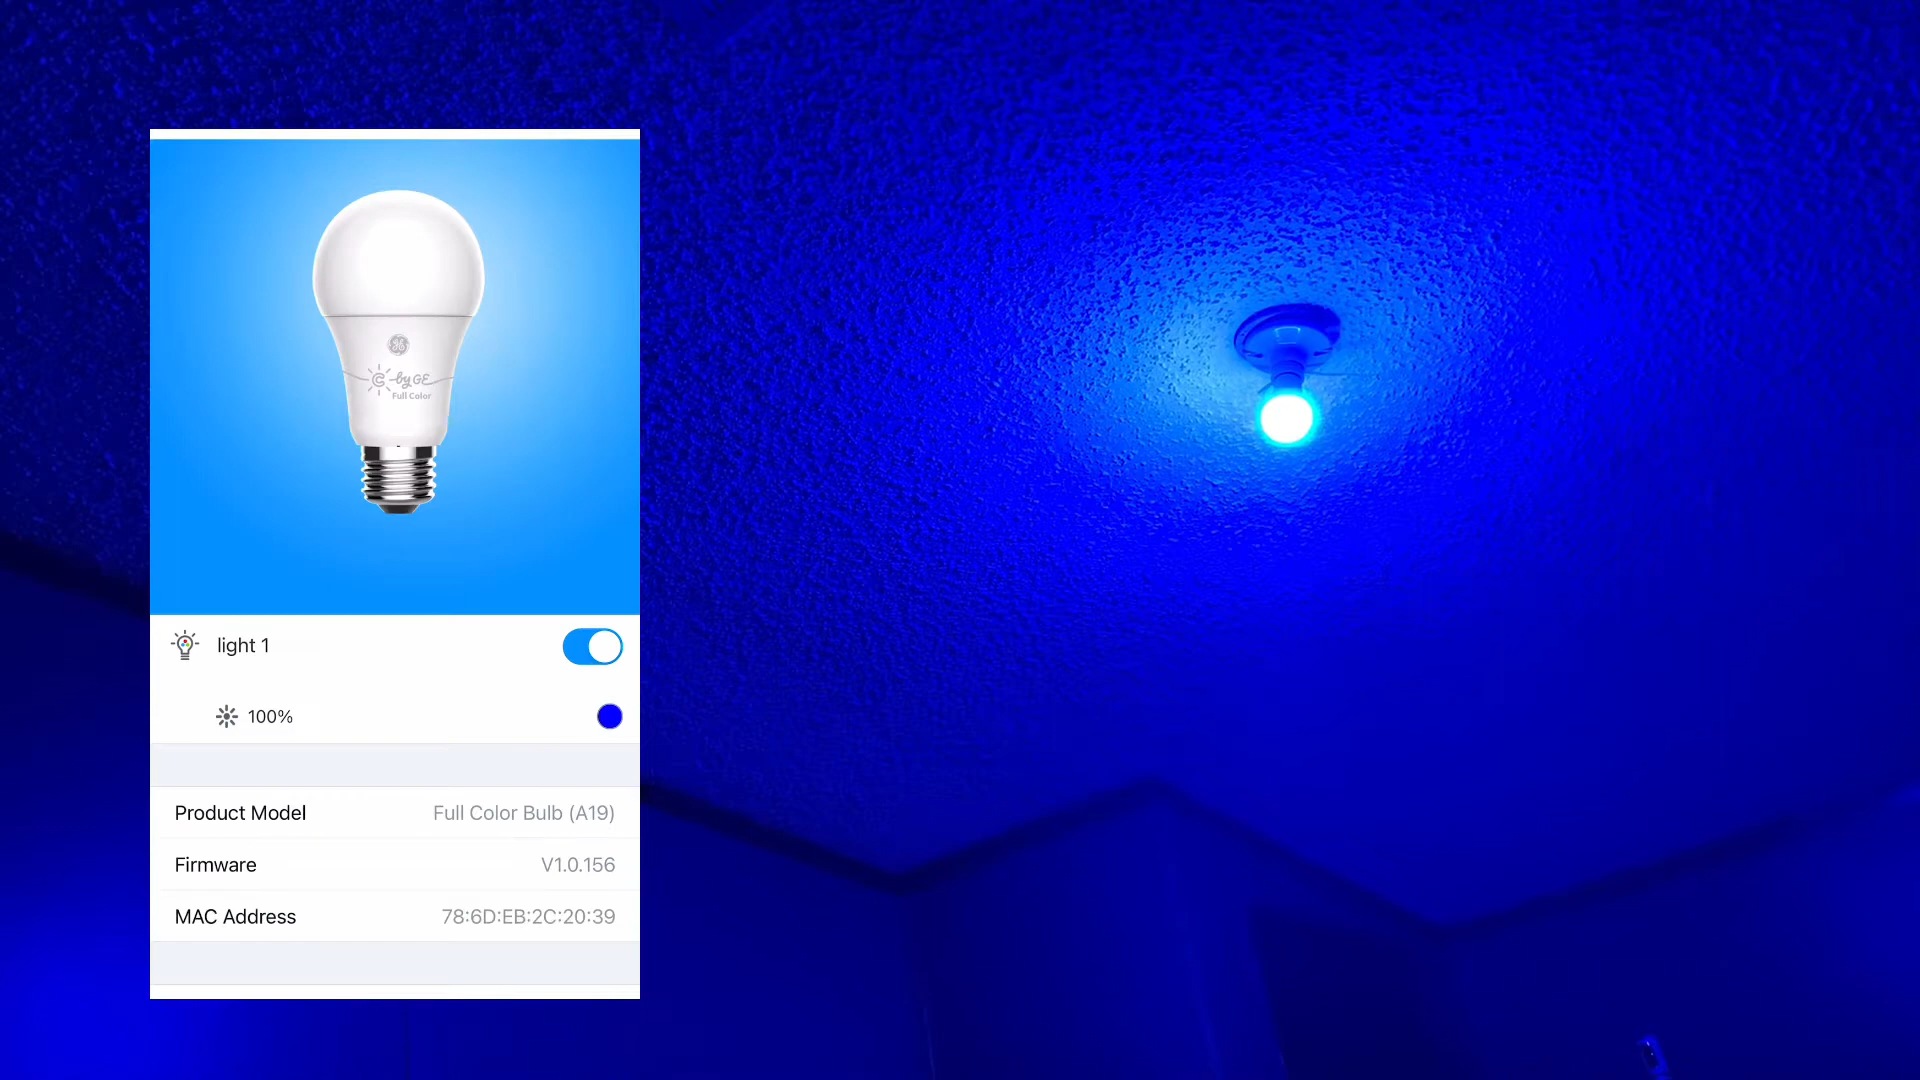 C by GE
Full Color
light 1
100%
Product Model Full Color Bulb (A19)
Firmware V1.0.156
MAC Address 78:6D:EB:2C:20:39